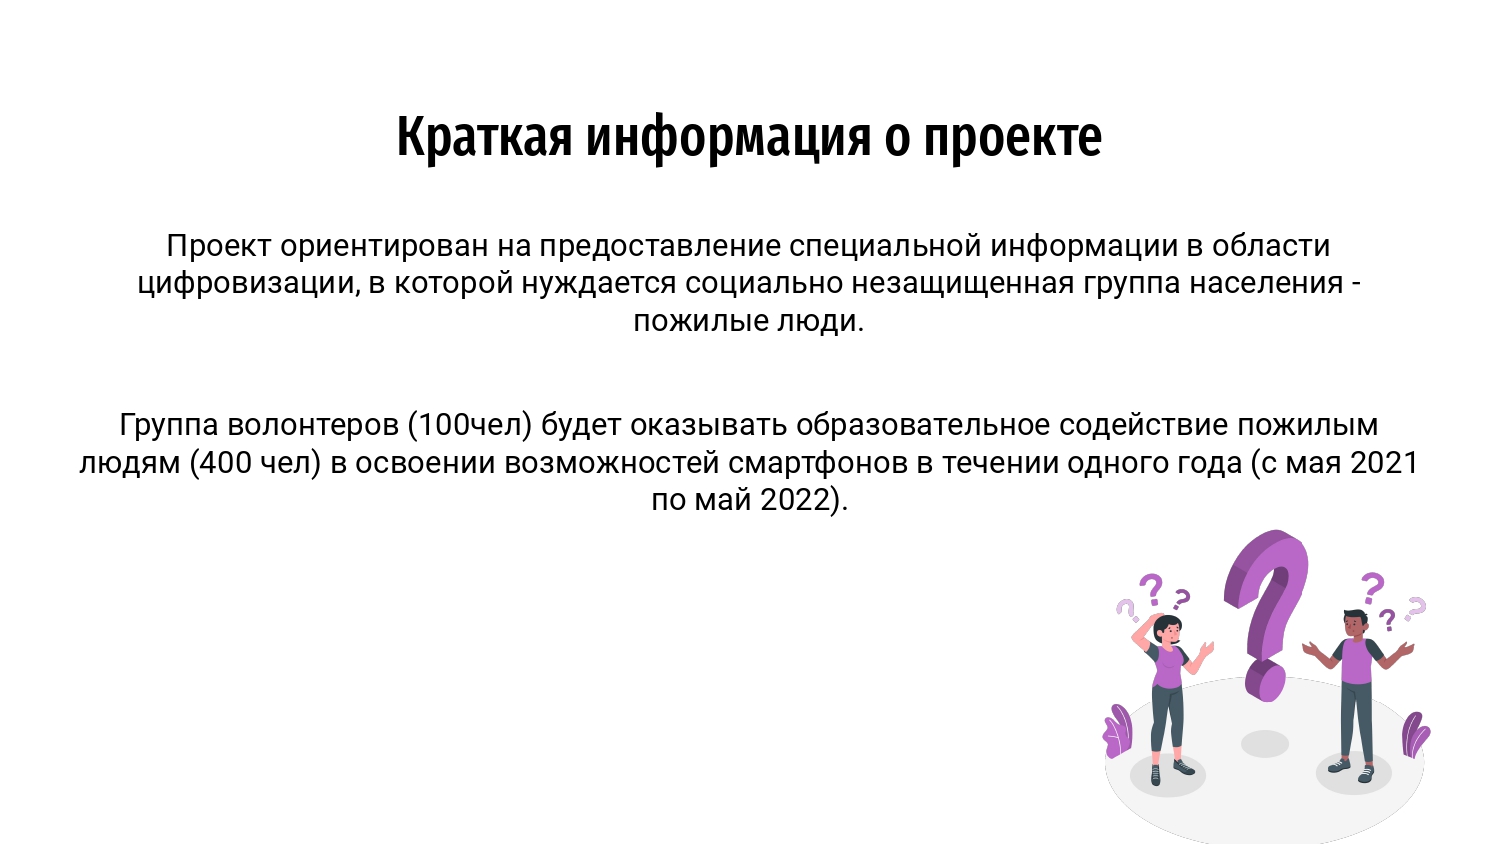 Краткая информация о проекте
Проект ориентирован на предоставление специальной информации в области
цифровизации, в которой нуждается социально незащищенная группа населения -
пожилые люди.
Группа волонтеров (100чел) будет оказывать образовательное содействие пожилым
людям (400 чел) в освоении возможностей смартфонов в течении одного года (с мая 2021
по май 2022).